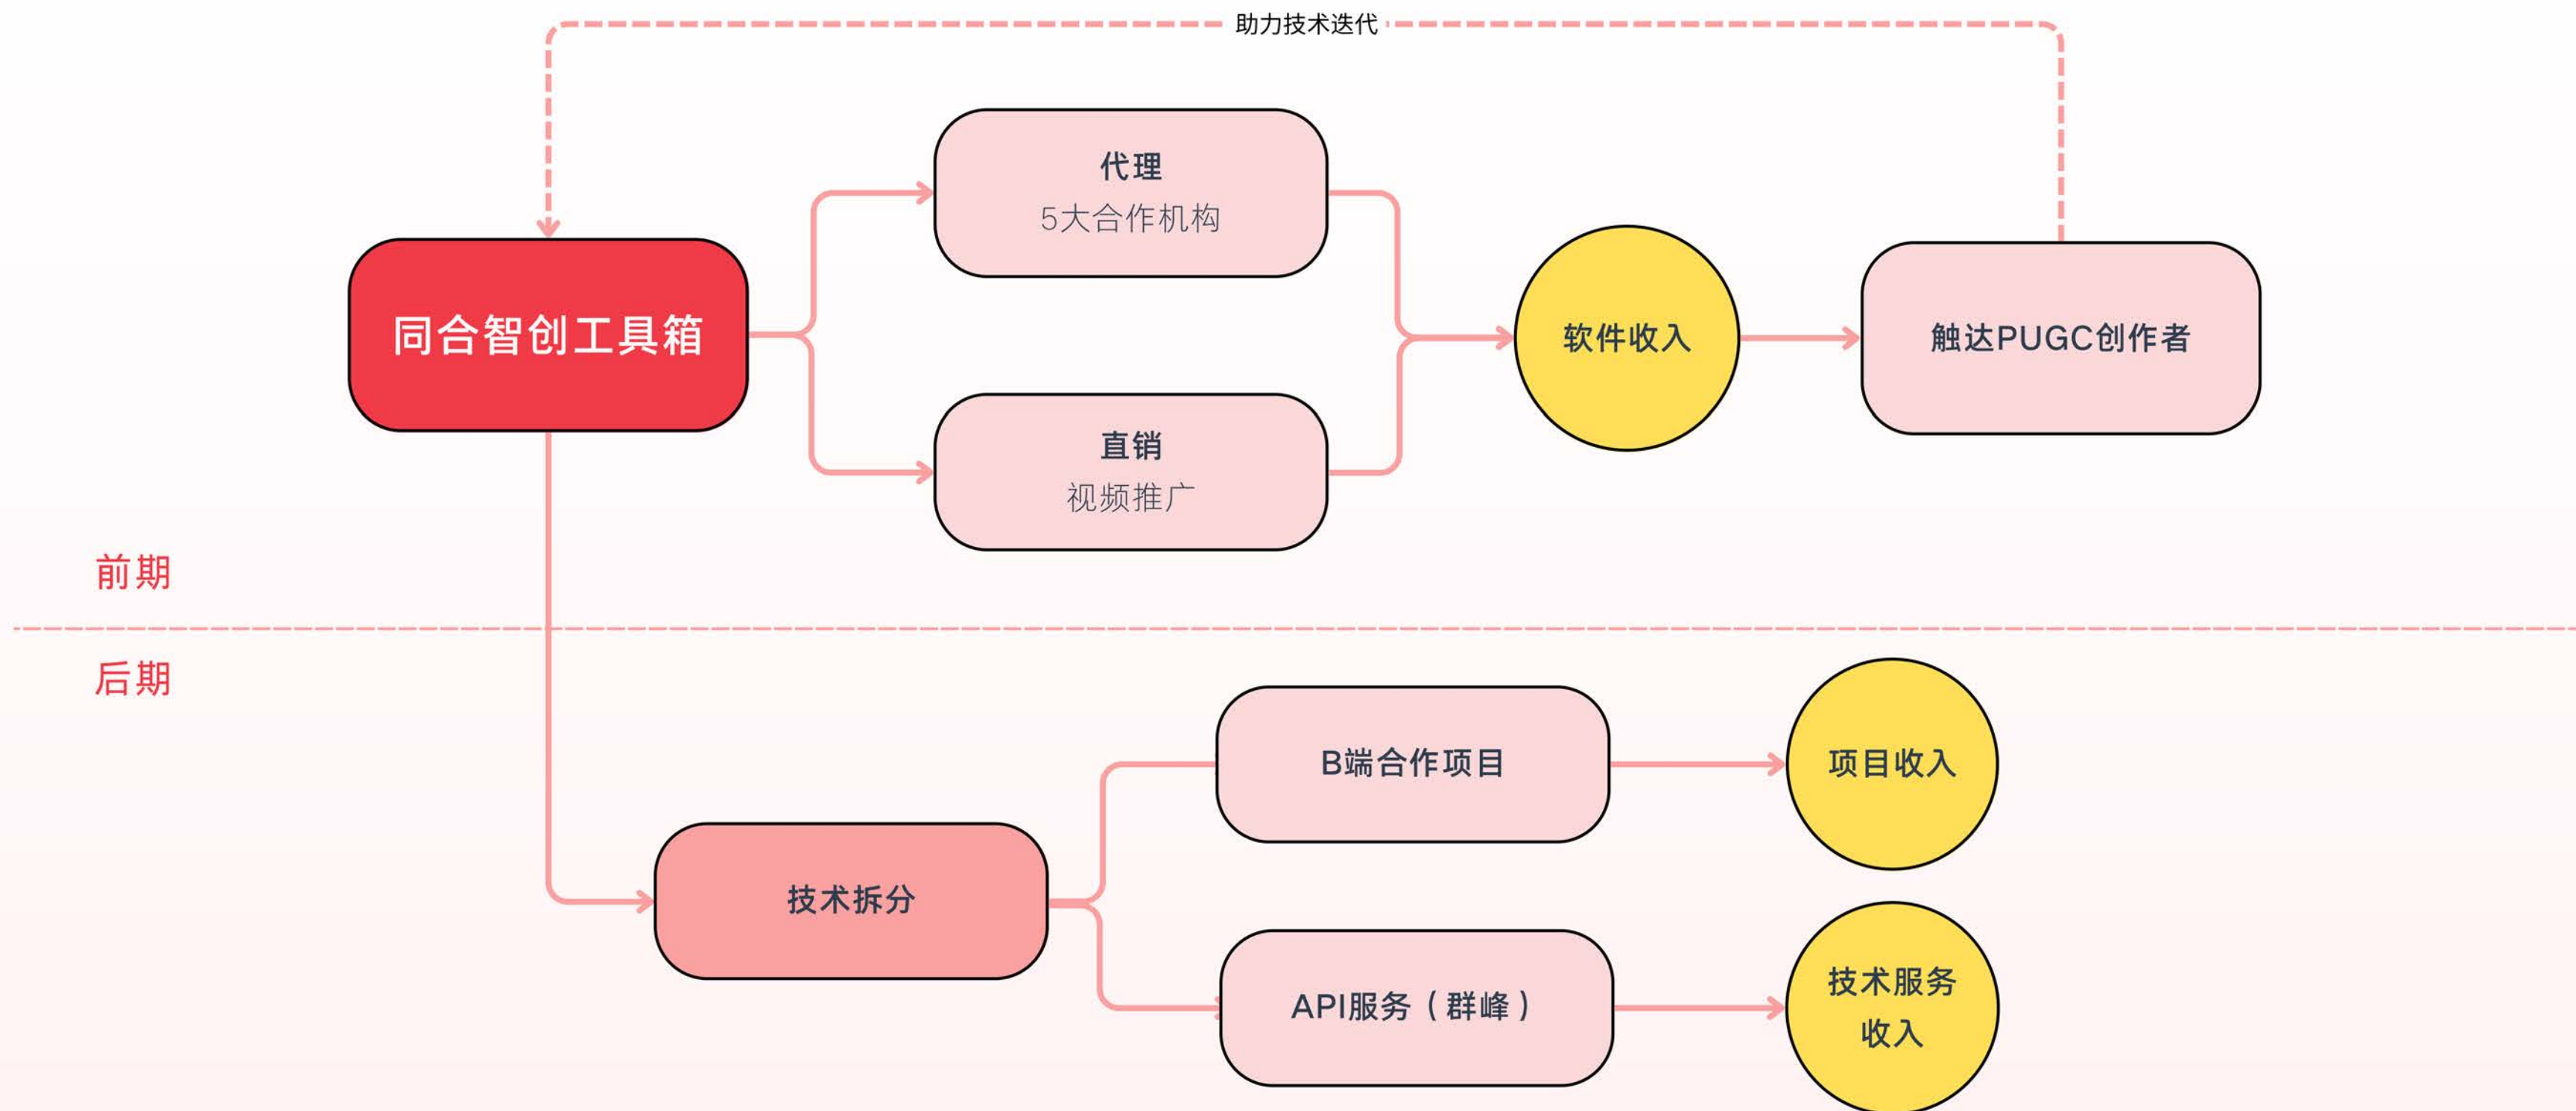 助力技术迭代
代理
5大合作机构
同合智创工具箱
软件收入
触达PUGC创作者
直销
视频推广
前期
后期
B端合作项目
项目收入
技术拆分
API服务（群峰）
技术服务
收入